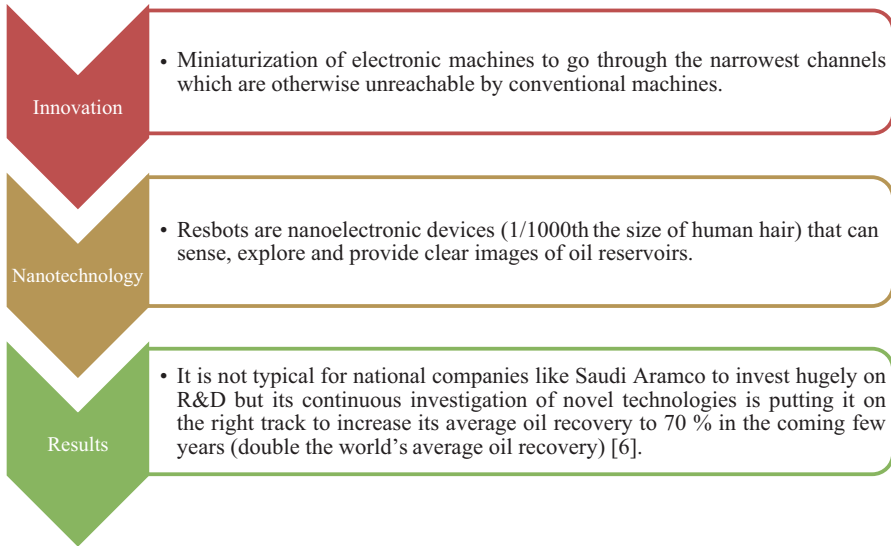 Innovation
• Miniaturization of electronic machines to go through the narrowest channels
which are otherwise unreachable by conventional machines.
Nanotechnology
• Resbots are nanoelectronic devices (1/1000th the size of human hair) that can
sense, explore and provide clear images of oil reservoirs.
Results
• It is not typical for national companies like Saudi Aramco to invest hugely on
R&D but its continuous investigation of novel technologies is putting it on
the right track to increase its average oil recovery to 70 % in the coming few
years (double the world’s average oil recovery) [6].